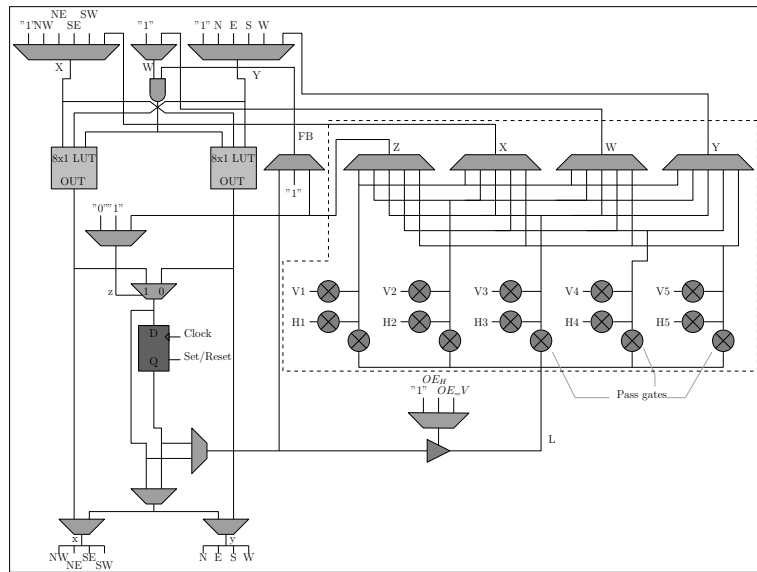 NE SW
"1" NW SE
"1"
"1" N E S W
X
W
Y
FB
Z
X
W
Y
8x1 LUT
OUT
8x1 LUT
OUT
"1"
"0" "1"
z
1 0
V1
V2
V3
V4
V5
H1
H2
H3
H4
H5
D
Clock
Q
Set/Reset
OE_H
"1"
OE_=V
Pass gates
L
x
y
NW SE
NE SW
N E S W